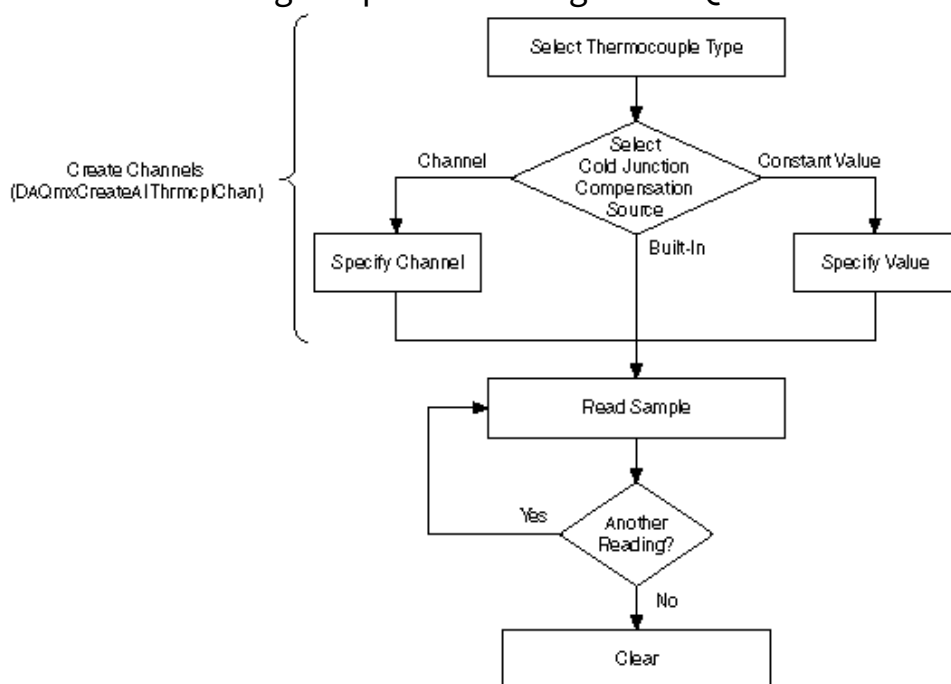 Select Thermocouple Type
Create Channels
(DAQmxCreateAIThrmcplChan)
Channel
Select
Cold Junction
Compensation
Source
Constant Value
Specify Channel
Built-In
Specify Value
Read Sample
Yes
Another
Reading?
No
Clear